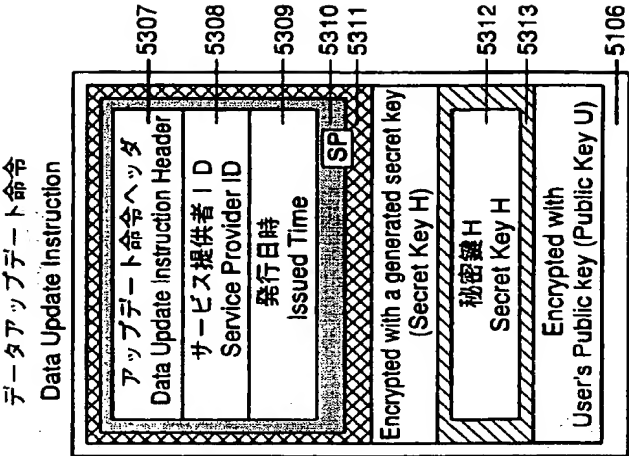 データアップデート命令
Data Update Instruction
アップデート命令ヘッダ
Data Update Instruction Header
5307
サービス提供者ID
Service Provider ID
5308
発行日時
Issued Time
5309
5310
SP
5311
Encrypted with a generated secret key
(Secret Key H)
秘密鍵H
Secret Key H
5312
5313
Encrypted with
User's Public key (Public Key U)
5106